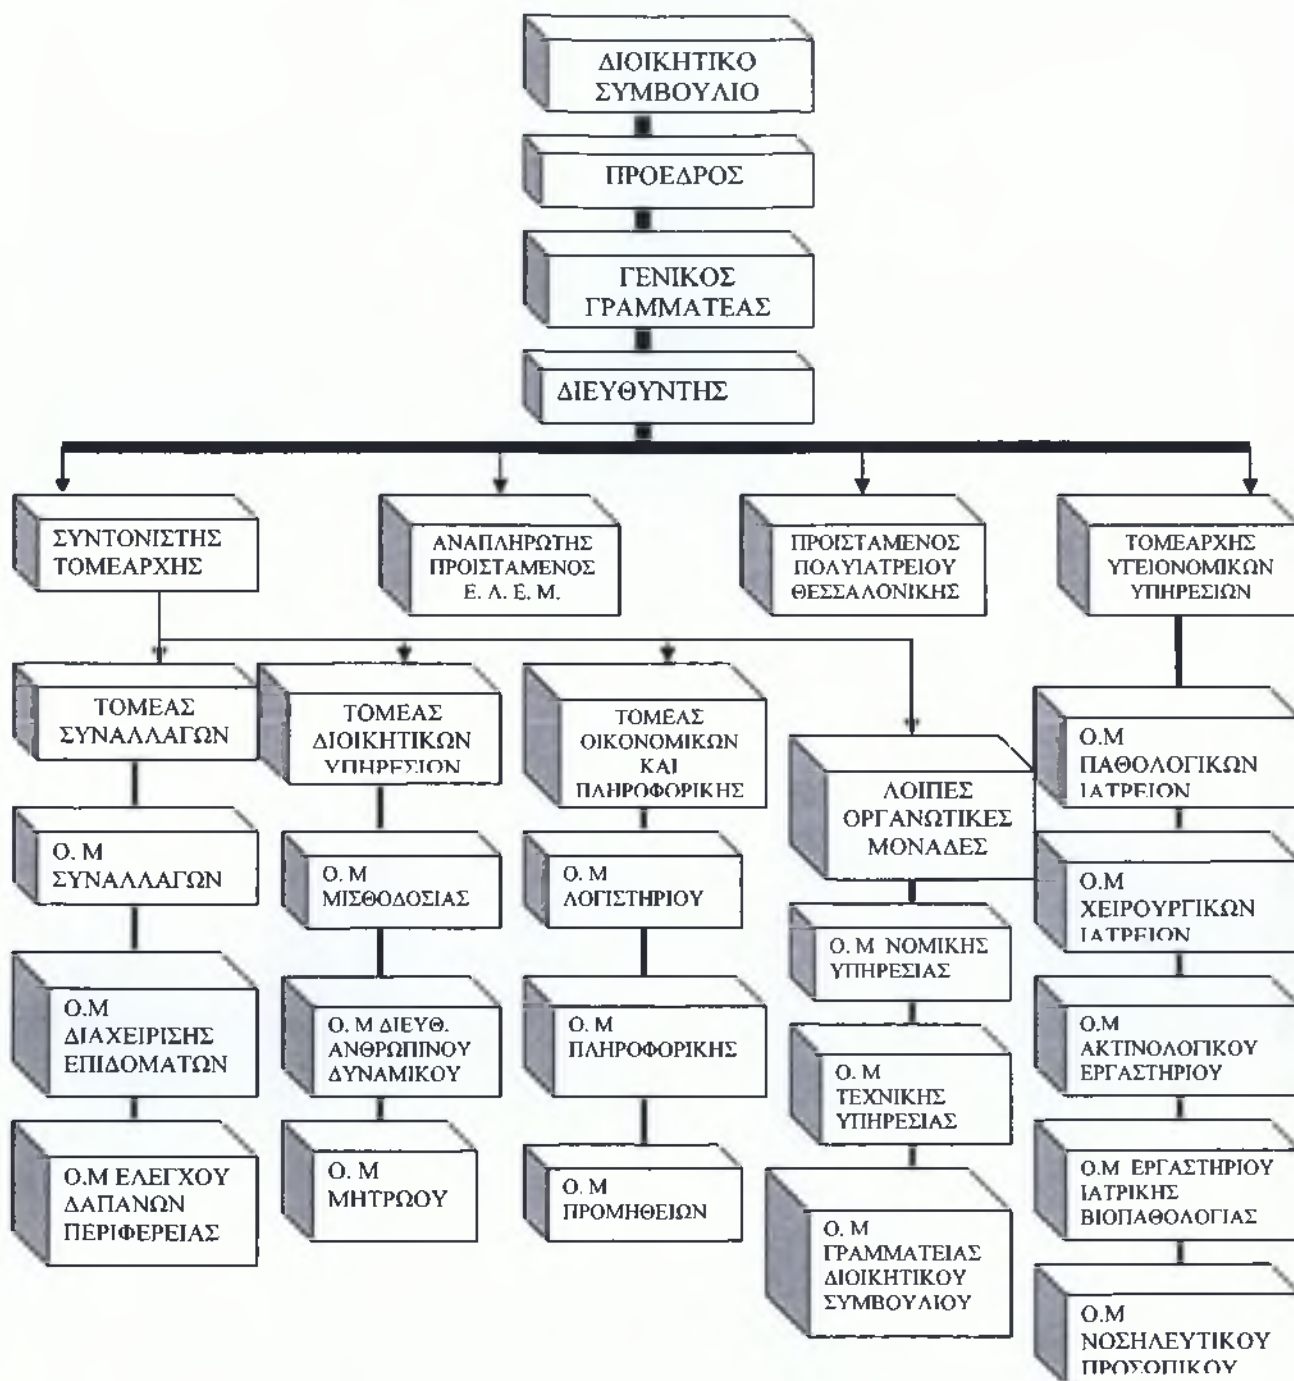 ΔΙΟΙΚΗΤΙΚΟ
ΣΥΜΒΟΥΛΙΟ
ΠΡΟΕΔΡΟΣ
ΓΕΝΙΚΟΣ
ΓΡΑΜΜΑΤΕΑΣ
ΔΙΕΥΘΥΝΤΗΣ
ΣΥΝΤΟΝΙΣΤΗΣ
ΤΟΜΕΑΡΧΗΣ
ΑΝΑΠΛΗΡΩΤΗΣ
ΠΡΟΙΣΤΑΜΕΝΟΣ
Ε. Λ. Ε. Μ.
ΠΡΟΙΣΤΑΜΕΝΟΣ
ΠΟΛΥΙΑΤΡΕΙΟΥ
ΘΕΣΣΑΛΟΝΙΚΗΣ
ΤΟΜΕΑΡΧΗΣ
ΥΓΕΙΟΝΟΜΙΚΩΝ
ΥΠΗΡΕΣΙΩΝ
ΤΟΜΕΑΣ
ΣΥΝΑΛΛΑΓΩΝ
Ο. Μ
ΣΥΝΑΛΛΑΓΩΝ
Ο.Μ
ΔΙΑΧΕΙΡΙΣΗΣ
ΕΠΙΔΟΜΑΤΩΝ
Ο.Μ ΕΛΕΓΧΟΥ
ΔΑΠΑΝΩΝ
ΠΕΡΙΦΕΡΕΙΑΣ
ΤΟΜΕΑΣ
ΔΙΟΙΚΗΤΙΚΩΝ
ΥΠΗΡΕΣΙΩΝ
Ο. Μ
ΜΙΣΘΟΔΟΣΙΑΣ
Ο. Μ ΔΙΕΥΘ.
ΑΝΘΡΩΠΙΝΟΥ
ΔΥΝΑΜΙΚΟΥ
Ο. Μ
ΜΗΤΡΩΟΥ
ΤΟΜΕΑΣ
ΟΙΚΟΝΟΜΙΚΩΝ
ΚΑΙ
ΠΛΗΡΟΦΟΡΙΚΗΣ
Ο. Μ
ΛΟΓΙΣΤΗΡΙΟΥ
Ο. Μ
ΠΛΗΡΟΦΟΡΙΚΗΣ
Ο. Μ
ΠΡΟΜΗΘΕΙΩΝ
ΛΟΙΠΕΣ
ΟΡΓΑΝΩΤΙΚΕΣ
ΜΟΝΑΔΕΣ
Ο. Μ ΝΟΜΙΚΗΣ
ΥΠΗΡΕΣΙΑΣ
Ο. Μ
ΤΕΧΝΙΚΗΣ
ΥΠΗΡΕΣΙΑΣ
Ο. Μ
ΓΡΑΜΜΑΤΕΙΑΣ
ΔΙΟΙΚΗΤΙΚΟΥ
ΣΥΜΒΟΥΛΙΟΥ
Ο.Μ
ΠΑΘΟΛΟΓΙΚΩΝ
ΙΑΤΡΕΙΩΝ
Ο.Μ
ΧΕΙΡΟΥΡΓΙΚΩΝ
ΙΑΤΡΕΙΩΝ
Ο.Μ
ΑΚΤΙΝΟΛΟΓΙΚΟΥ
ΕΡΓΑΣΤΗΡΙΟΥ
Ο.Μ ΕΡΓΑΣΤΗΡΙΟΥ
ΙΑΤΡΙΚΗΣ
ΒΙΟΠΑΘΟΛΟΓΙΑΣ
Ο.Μ
ΝΟΣΗΛΕΥΤΙΚΟΥ
ΠΡΟΣΩΠΙΚΟΥ